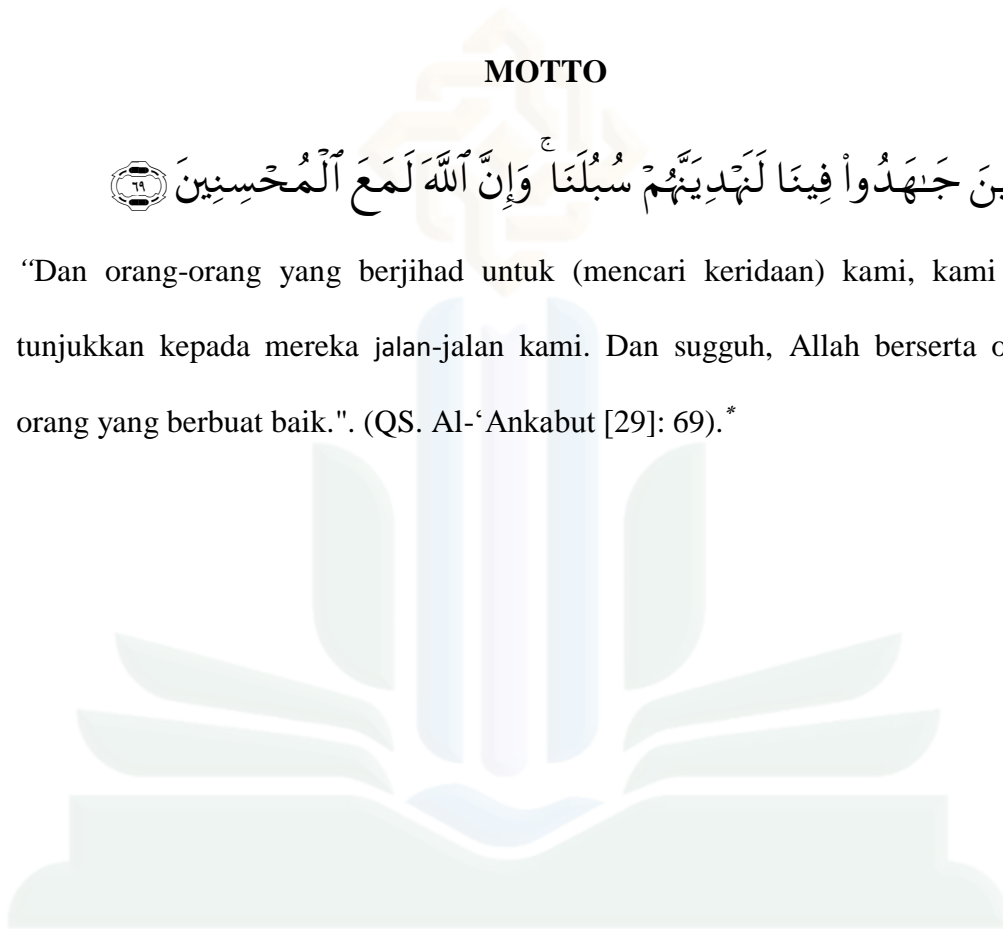 MOTTO
ينَ جَـٰهَدُوا۟ فِينَا لَنَهْدِيَنَّهُمْ سُبُلَنَا ۚ وَإِنَّ ٱللَّهَ لَمَعَ ٱلْمُحْسِنِينَ ٦٩
“Dan orang-orang yang berjihad untuk (mencari keridaan) kami, kami
tunjukkan kepada mereka jalan-jalan kami. Dan sugguh, Allah berserta o
orang yang berbuat baik.". (QS. Al-‘Ankabut [29]: 69).*